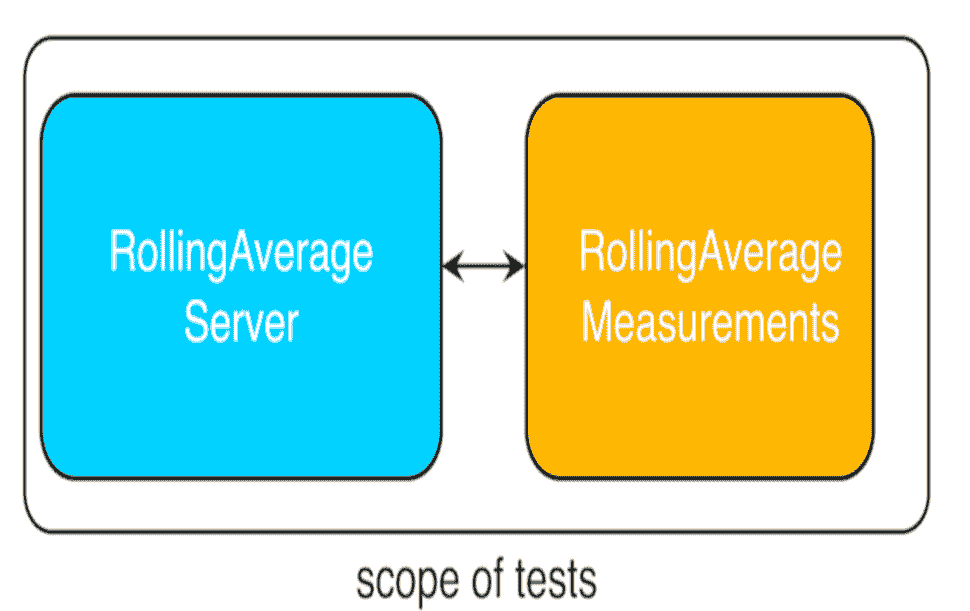 RollingAverage
Server
RollingAverage
Measurements
scope of tests